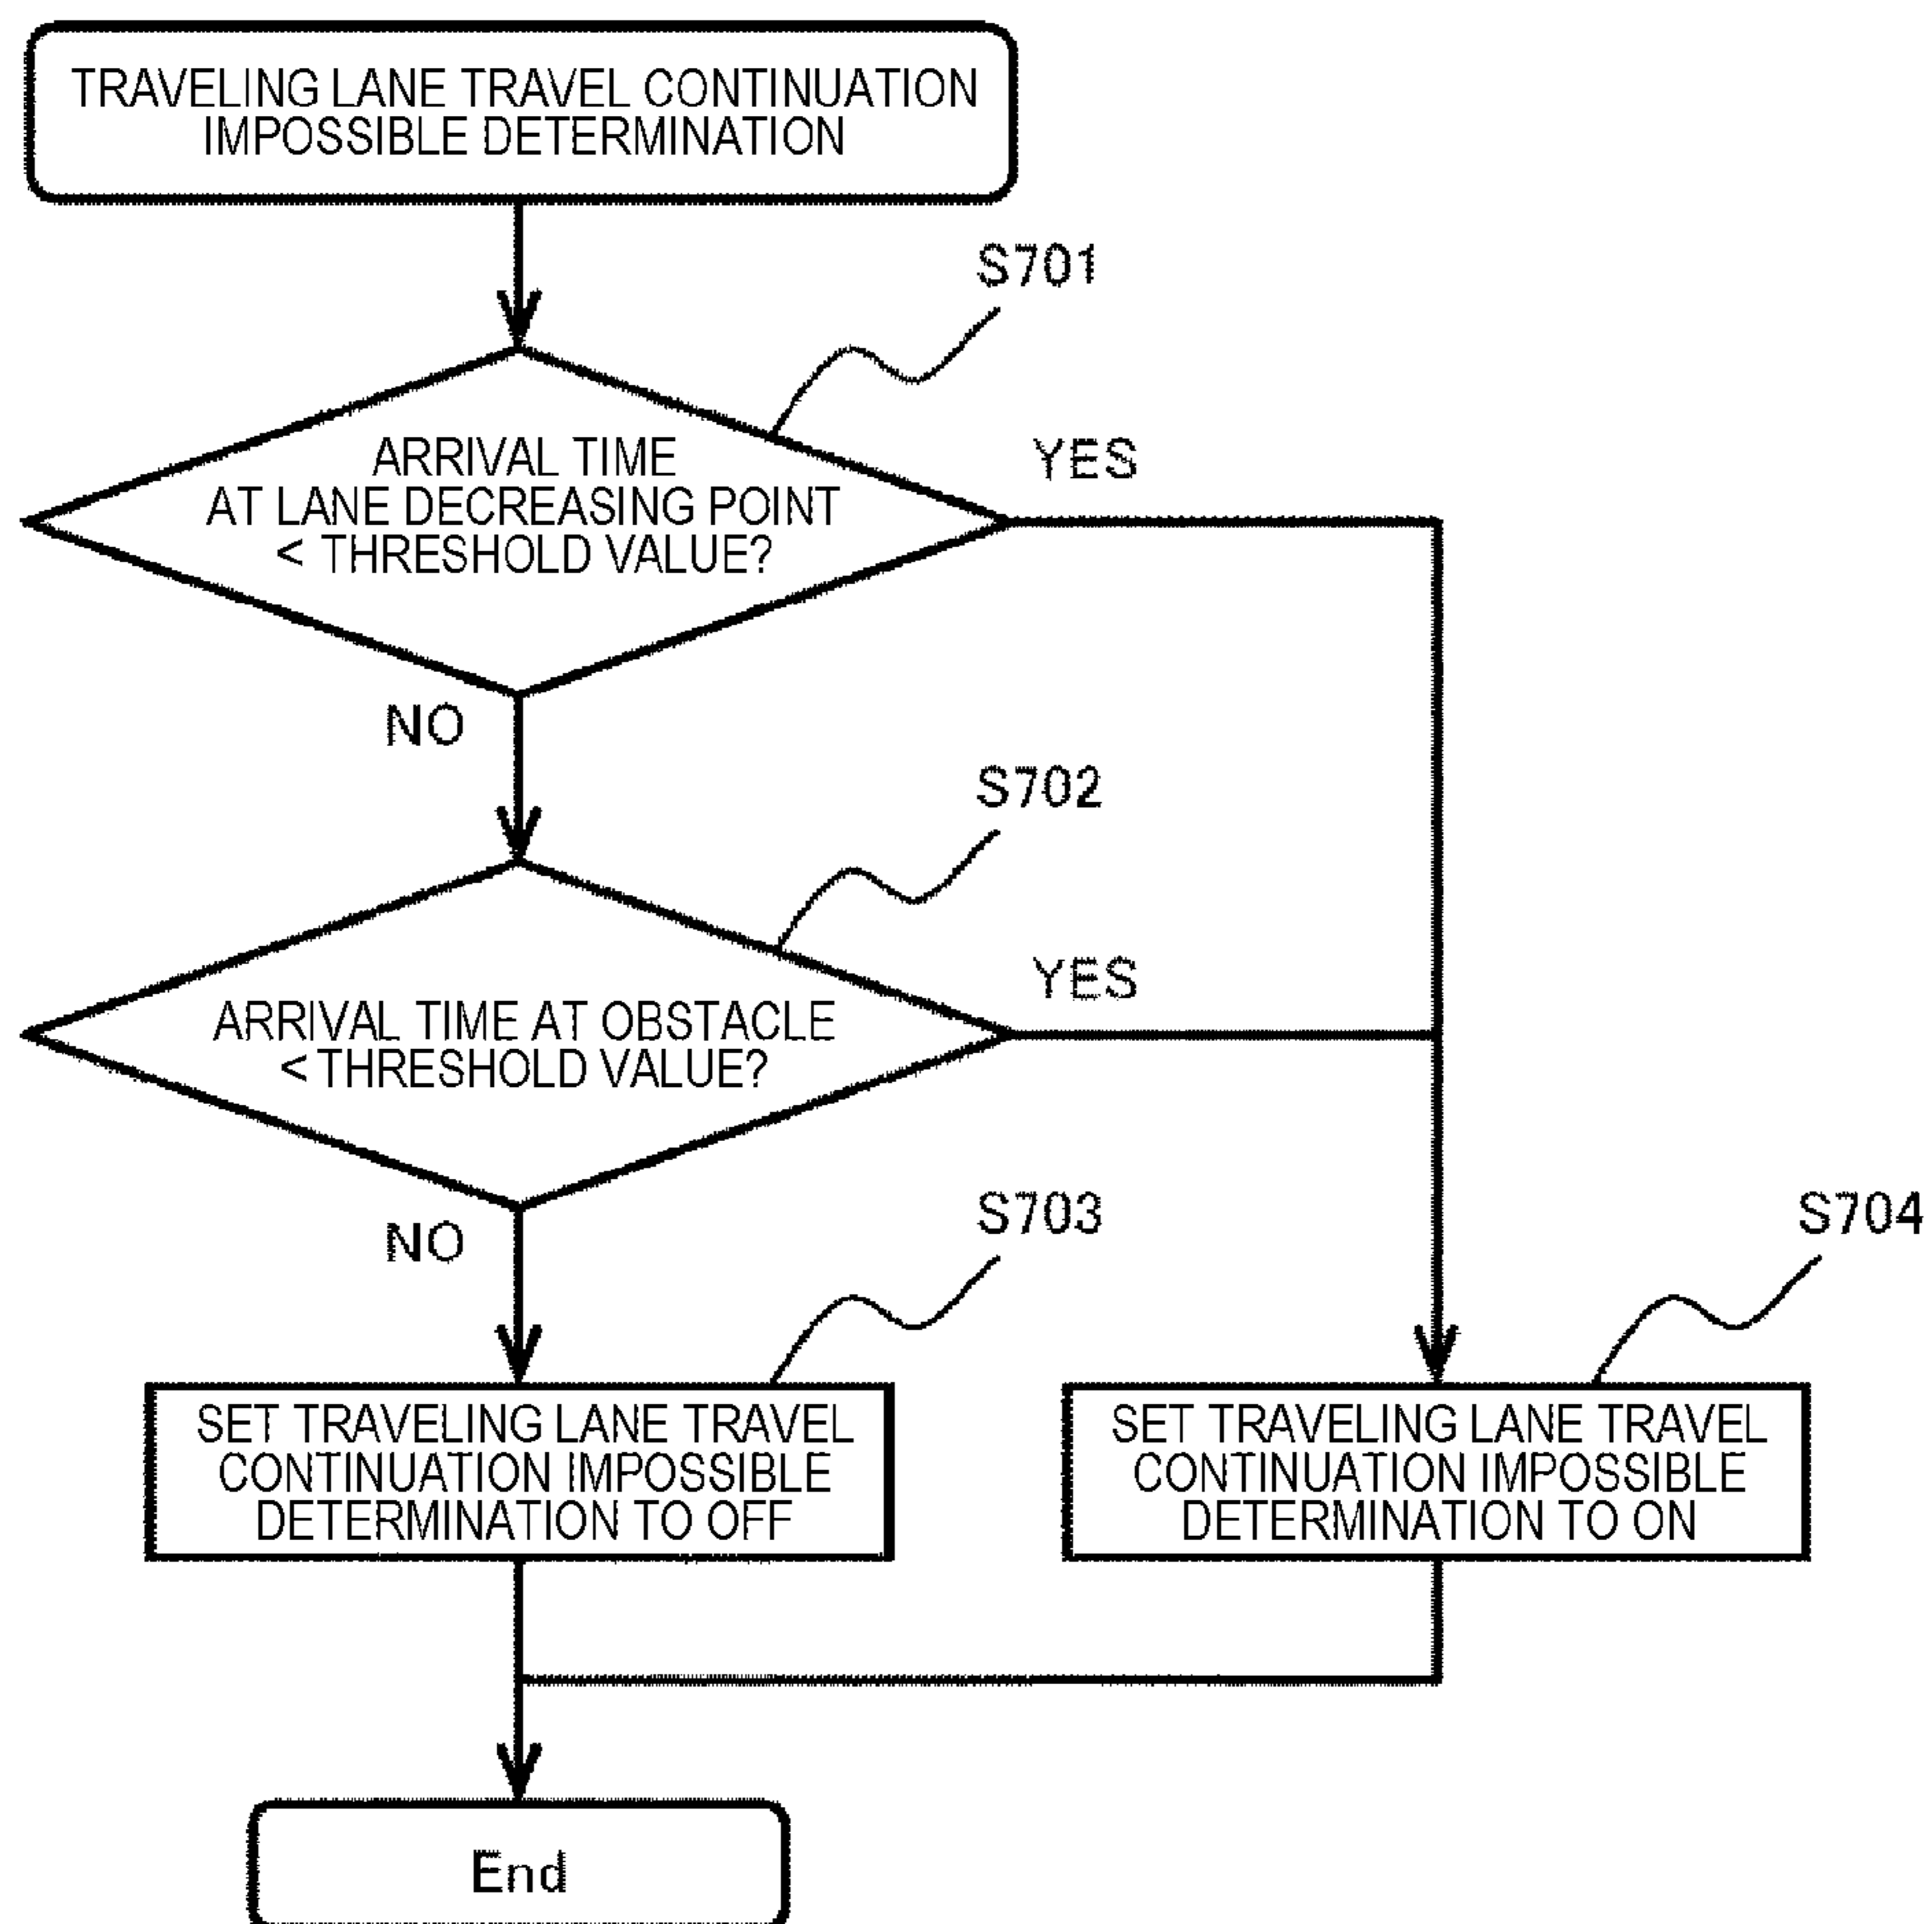 TRAVELING LANE TRAVEL CONTINUATION
IMPOSSIBLE DETERMINATION
S701
ARRIVAL TIME
AT LANE DECREASING POINT
< THRESHOLD VALUE?
YES
NO
S702
ARRIVAL TIME AT OBSTACLE
< THRESHOLD VALUE?
YES
NO
S703
SET TRAVELING LANE TRAVEL
CONTINUATION IMPOSSIBLE
DETERMINATION TO OFF
S704
SET TRAVELING LANE TRAVEL
CONTINUATION IMPOSSIBLE
DETERMINATION TO ON
End